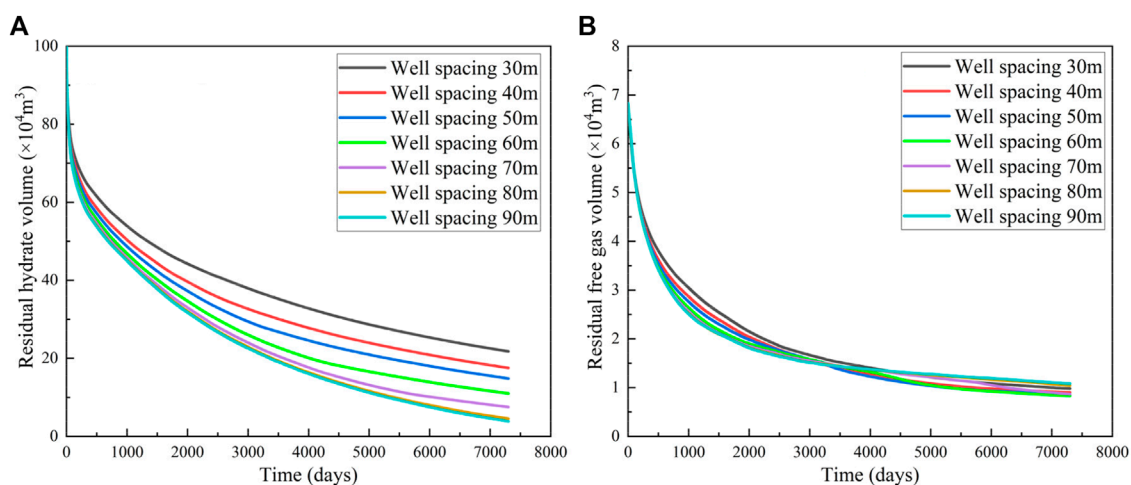 A
Residual hydrate volume (×10⁴m³)
100
80
60
40
20
0
0 1000 2000 3000 4000 5000 6000 7000 8000
Time (days)
Well spacing 30m
Well spacing 40m
Well spacing 50m
Well spacing 60m
Well spacing 70m
Well spacing 80m
Well spacing 90m
B
Residual free gas volume (×10⁴m³)
8
7
6
5
4
3
2
1
0
0 1000 2000 3000 4000 5000 6000 7000 8000
Time (days)
Well spacing 30m
Well spacing 40m
Well spacing 50m
Well spacing 60m
Well spacing 70m
Well spacing 80m
Well spacing 90m